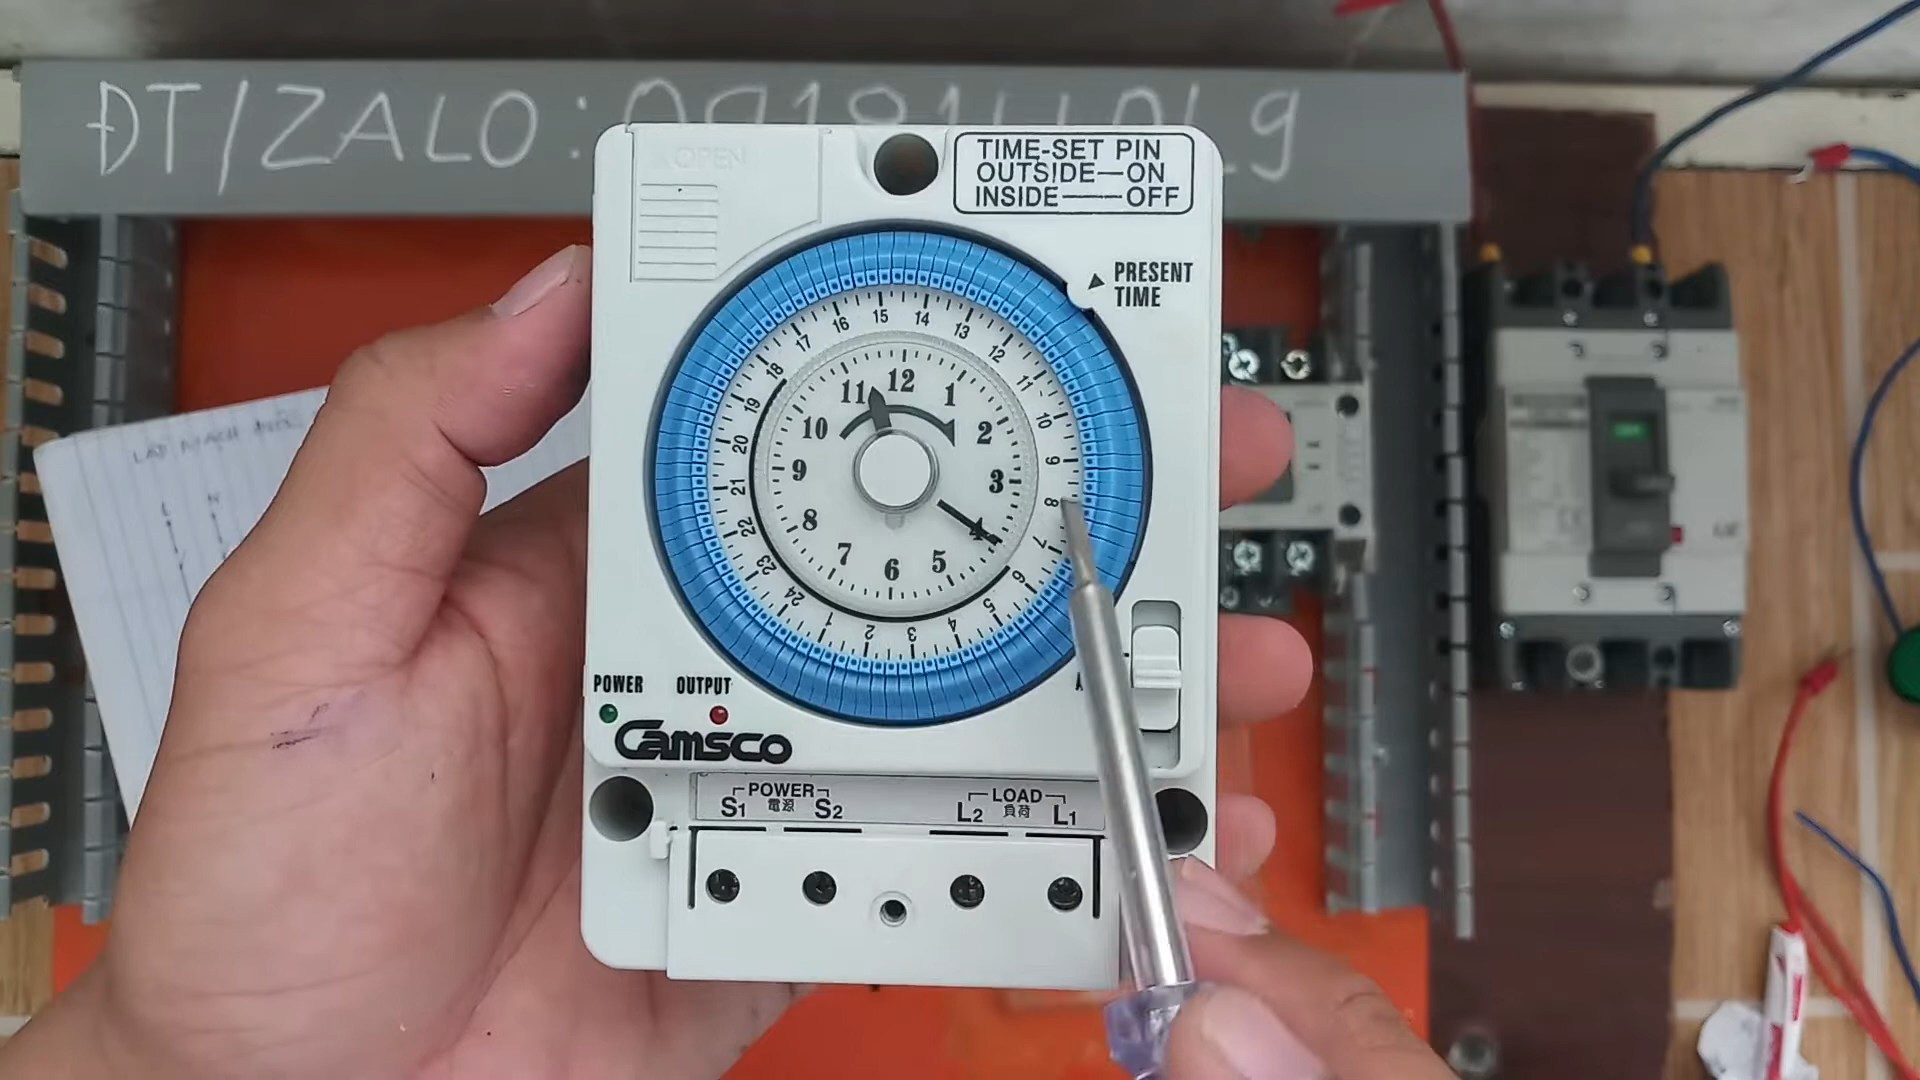 ĐT/ZALO:
OPEN
TIME-SET PIN
OUTSIDE—ON
INSIDE——OFF
PRESENT
TIME
15 14 13 12 11 10 9 8 7 6 5 4 3 2 1 24 23 22 21 20 19 18 17 16
12 1 2 3 4 5 6 7 8 9 10 11
POWER OUTPUT
Camsco
POWER
S1 電源 S2
LOAD
L2 負荷 L1
L N